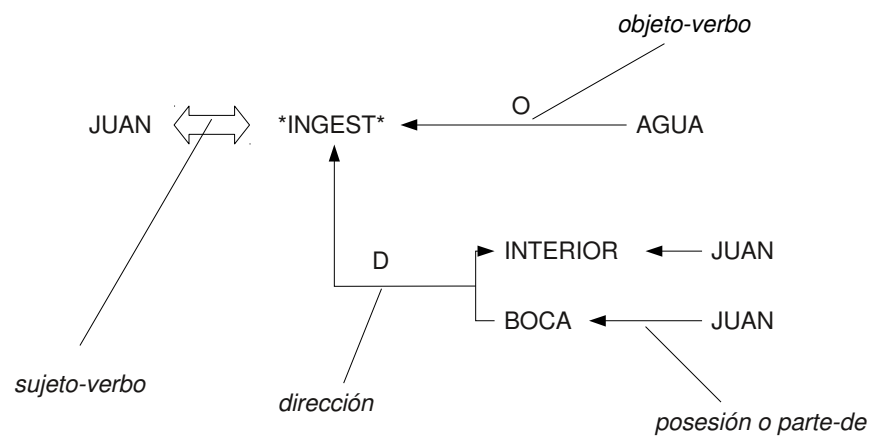 objeto-verbo
O
JUAN *INGEST* AGUA
INTERIOR JUAN
D
BOCA JUAN
sujeto-verbo
dirección
posesión o parte-de